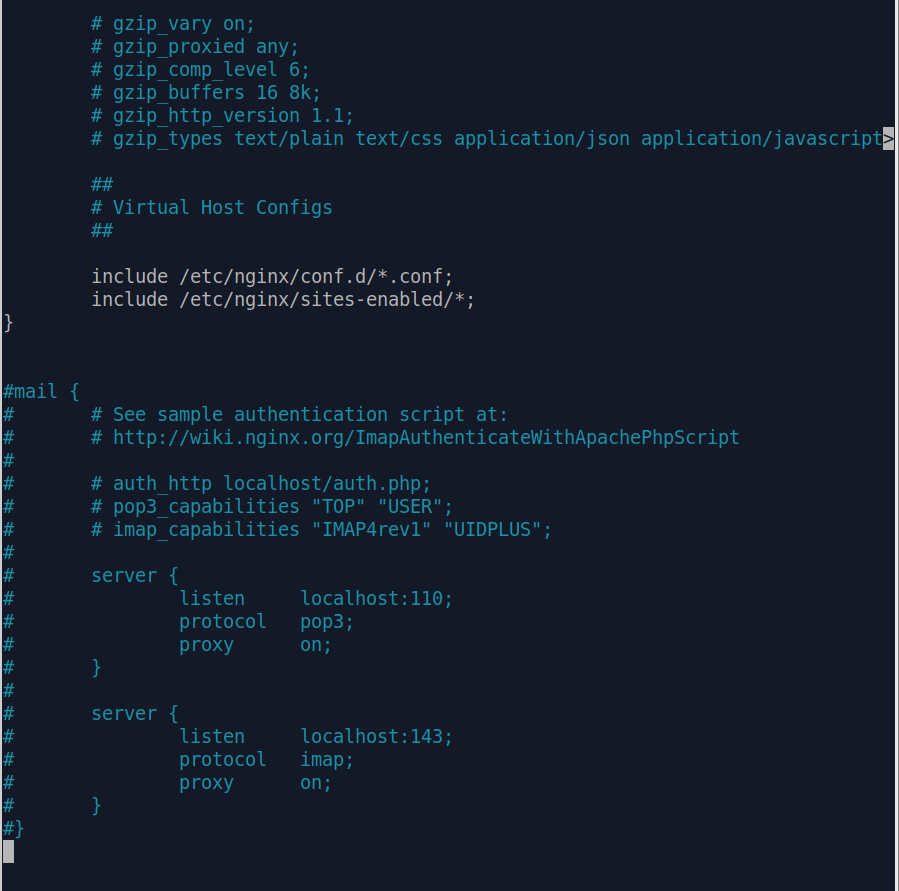 # gzip_vary on;
# gzip_proxied any;
# gzip_comp_level 6;
# gzip_buffers 16 8k;
# gzip_http_version 1.1;
# gzip_types text/plain text/css application/json application/javascript>
##
# Virtual Host Configs
##
include /etc/nginx/conf.d/*.conf;
include /etc/nginx/sites-enabled/*;
}
#mail {
#       # See sample authentication script at:
#       # http://wiki.nginx.org/ImapAuthenticateWithApachePhpScript
#
#       # auth_http localhost/auth.php;
#       # pop3_capabilities "TOP" "USER";
#       # imap_capabilities "IMAP4rev1" "UIDPLUS";
#
#       server {
#               listen     localhost:110;
#               protocol   pop3;
#               proxy      on;
#       }
#
#       server {
#               listen     localhost:143;
#               protocol   imap;
#               proxy      on;
#       }
#}